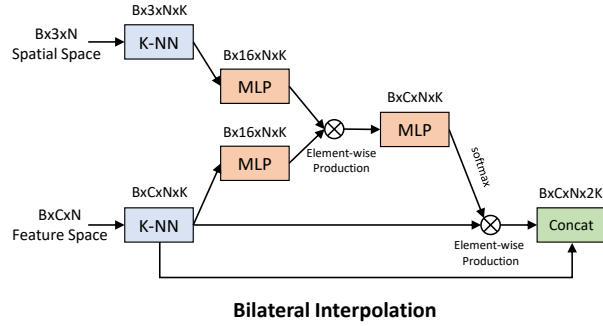 Bx3xNxK
Bx3xN
Spatial Space
K-NN
Bx16xNxK
MLP
BxCxNxK
MLP
Element-wise
Production
Bx16xNxK
MLP
softmax
BxCxNxK
BxCxN
Feature Space
K-NN
BxCxNx2K
Concat
Element-wise
Production
Bilateral Interpolation